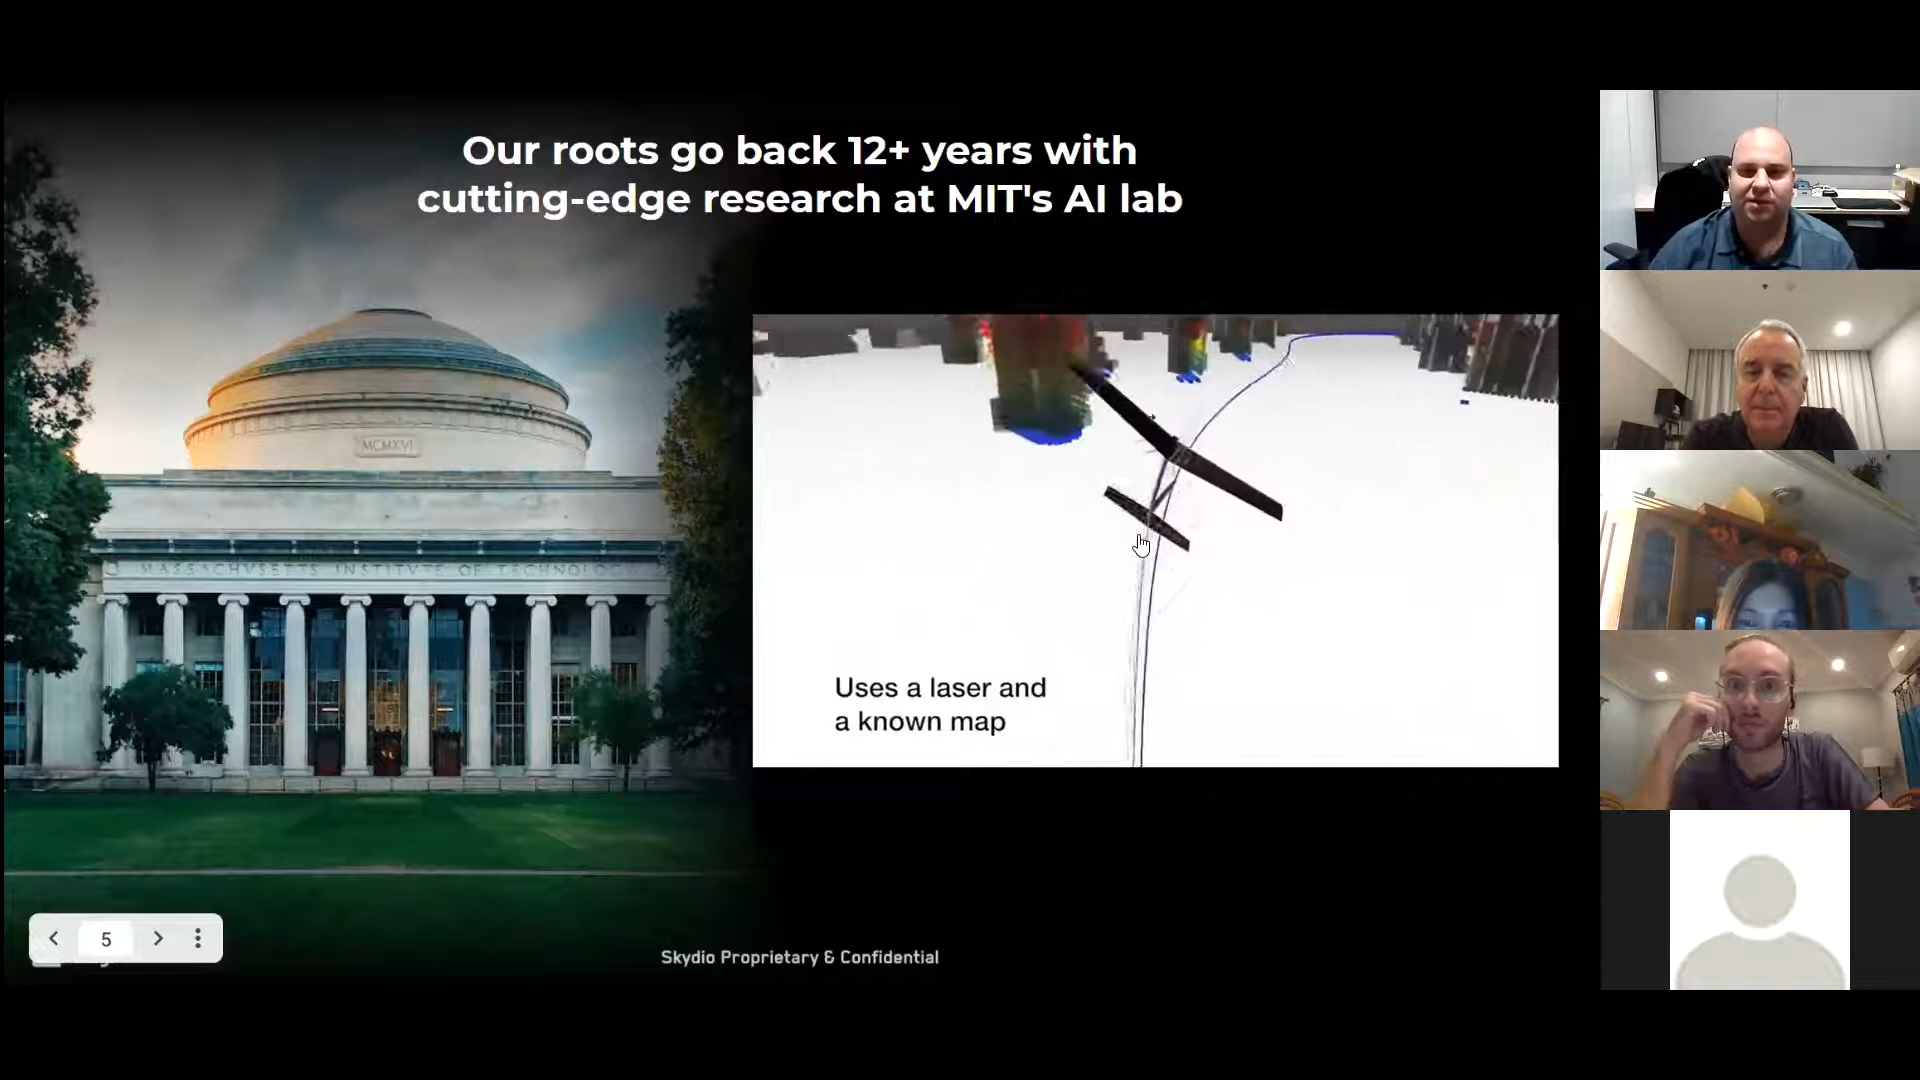 Our roots go back 12+ years with
cutting-edge research at MIT's AI lab
MCMXVI
MASSACHVSETTS INSTITVTE OF TECHNOLOGY
Uses a laser and
a known map
5
Skydio Proprietary & Confidential